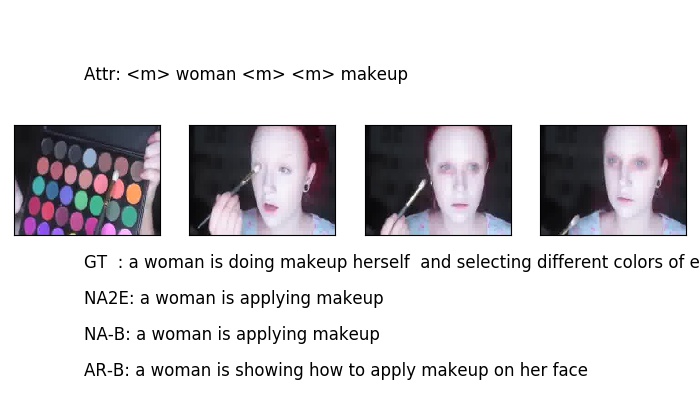 Attr: <m> woman <m> <m> makeup
GT  : a woman is doing makeup herself  and selecting different colors of e
NA2E: a woman is applying makeup
NA-B: a woman is applying makeup
AR-B: a woman is showing how to apply makeup on her face